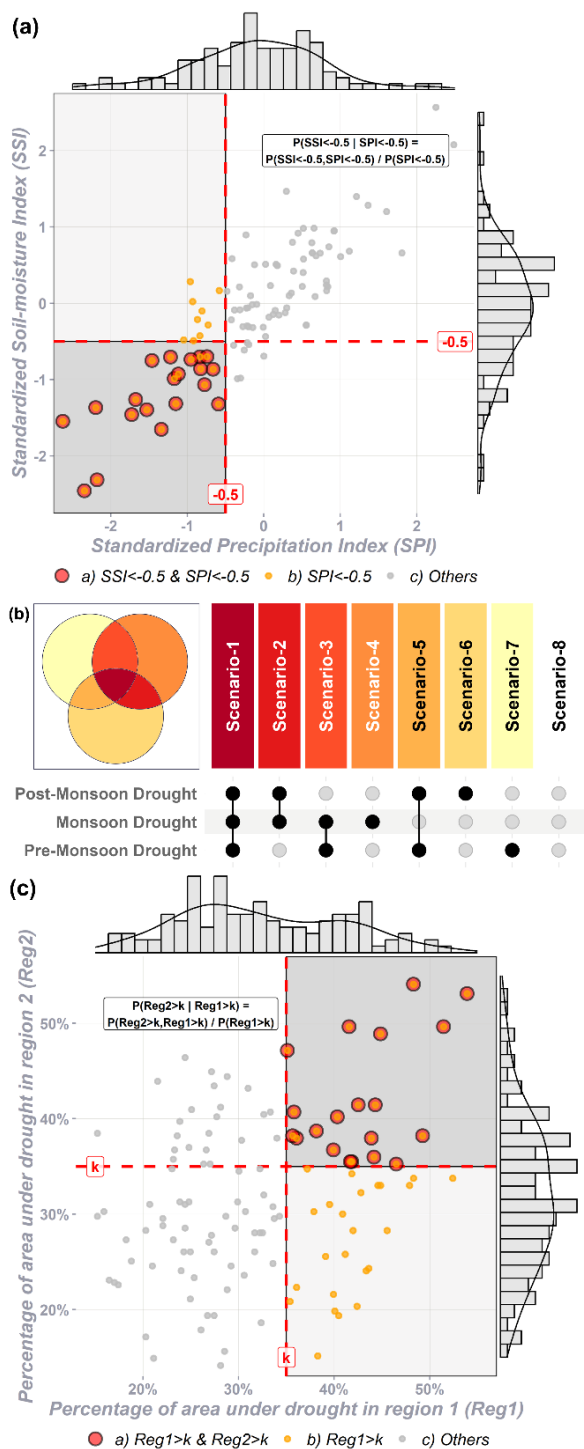 (a)
P(SSI<-0.5 | SPI<-0.5) =
P(SSI<-0.5,SPI<-0.5) / P(SPI<-0.5)
Standardized Soil-moisture Index (SSI)
2
1
0
-1
-2
-0.5
-0.5
-2
-1
0
1
2
Standardized Precipitation Index (SPI)
a) SSI<-0.5 & SPI<-0.5
b) SPI<-0.5
c) Others
(b)
Scenario-1
Scenario-2
Scenario-3
Scenario-4
Scenario-5
Scenario-6
Scenario-7
Scenario-8
Post-Monsoon Drought
Monsoon Drought
Pre-Monsoon Drought
(c)
P(Reg2>k | Reg1>k) =
P(Reg2>k,Reg1>k) / P(Reg1>k)
Percentage of area under drought in region 2 (Reg2)
50%
40%
30%
20%
k
k
20%
30%
40%
50%
Percentage of area under drought in region 1 (Reg1)
a) Reg1>k & Reg2>k
b) Reg1>k
c) Others